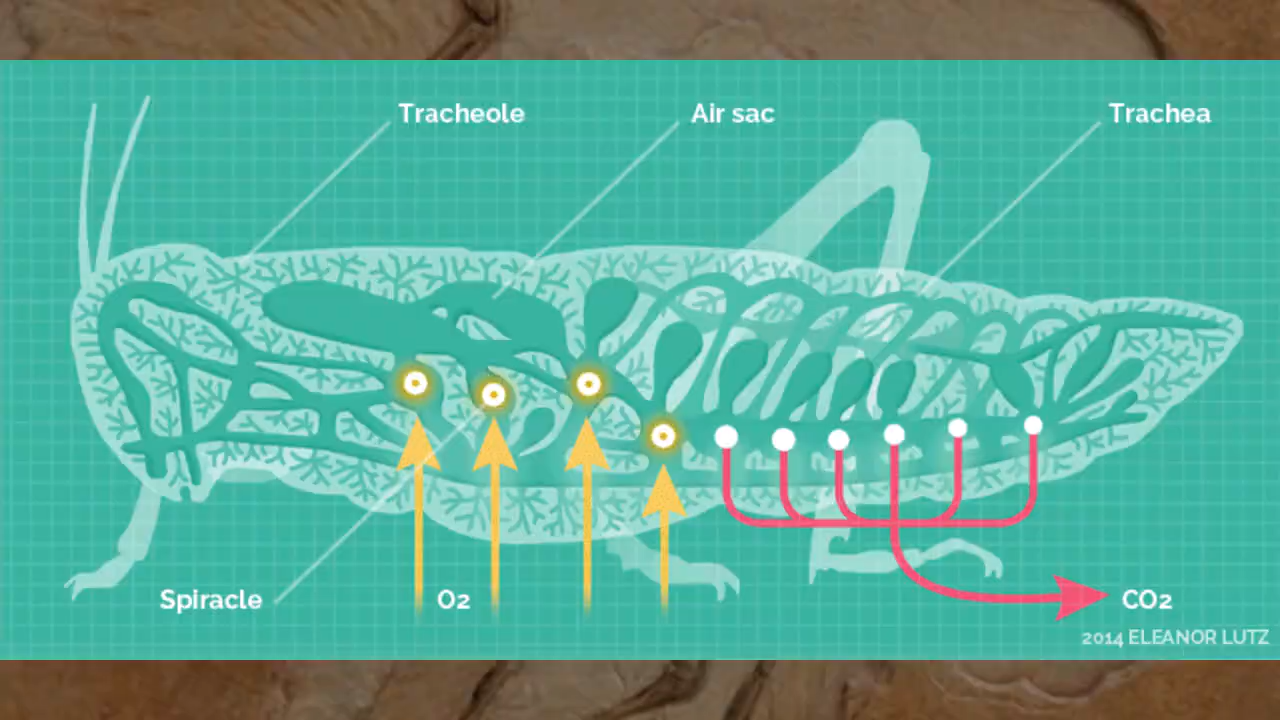 Tracheole
Air sac
Trachea
Spiracle
O2
CO2
2014 ELEANOR LUTZ